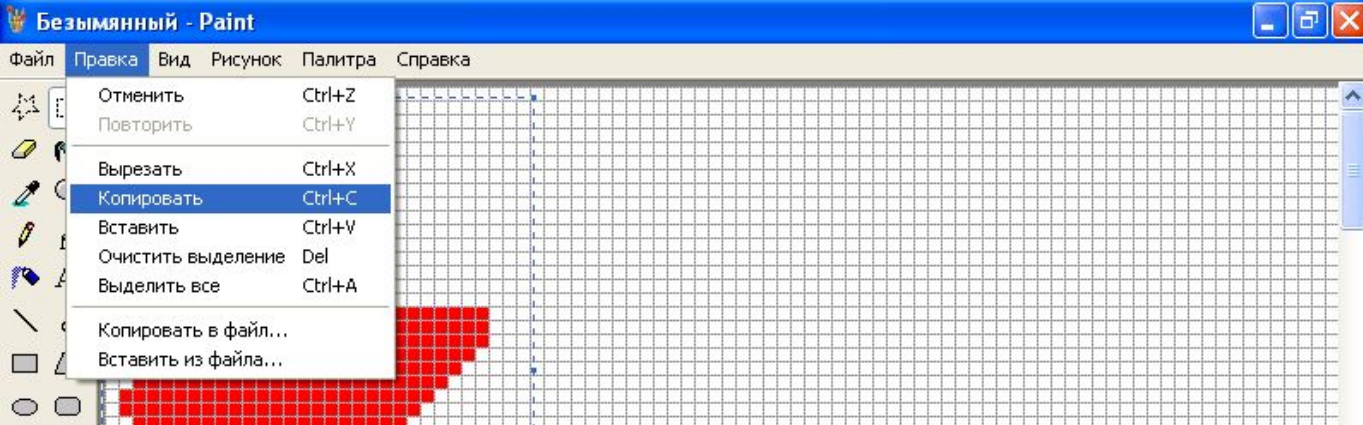 Безымянный - Paint
Файл Правка Вид Рисунок Палитра Справка
Отменить Ctrl+Z
Повторить Ctrl+Y
Вырезать Ctrl+X
Копировать Ctrl+C
Вставить Ctrl+V
Очистить выделение Del
Выделить все Ctrl+A
Копировать в файл...
Вставить из файла...